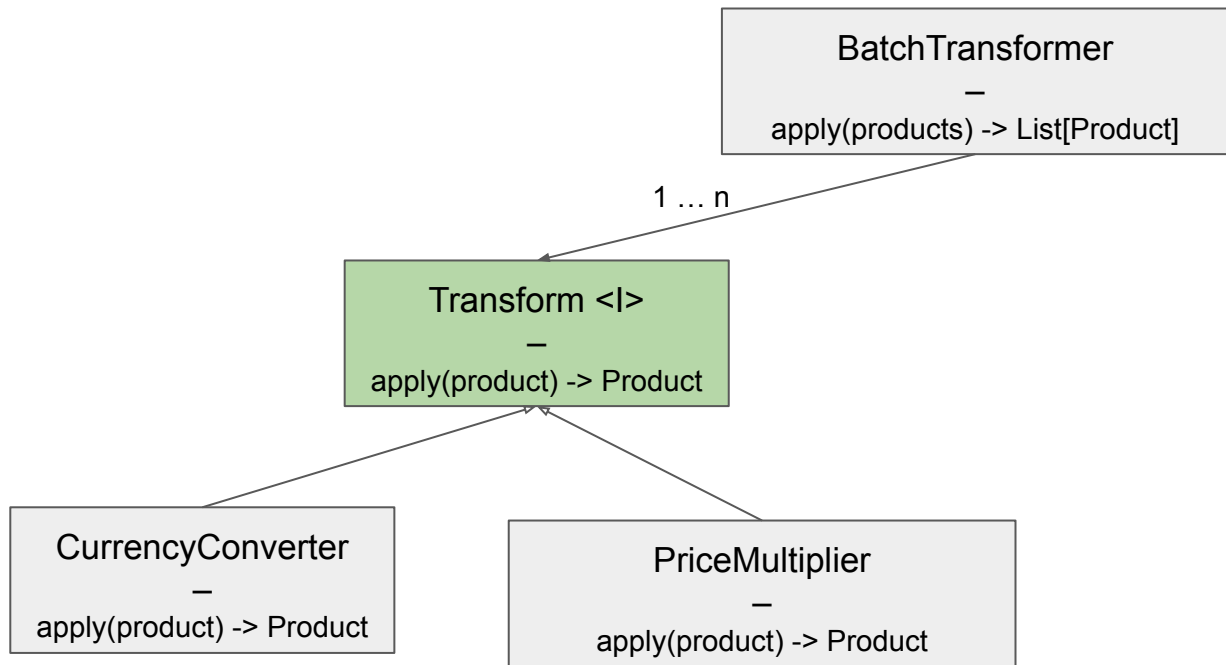 BatchTransformer
–
apply(products) -> List[Product]
1 … n
Transform <I>
–
apply(product) -> Product
CurrencyConverter
–
apply(product) -> Product
PriceMultiplier
–
apply(product) -> Product